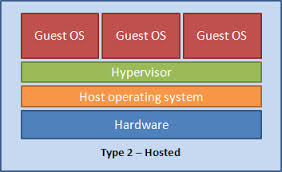 Guest OS Guest OS Guest OS
Hypervisor
Host operating system
Hardware
Type 2 – Hosted